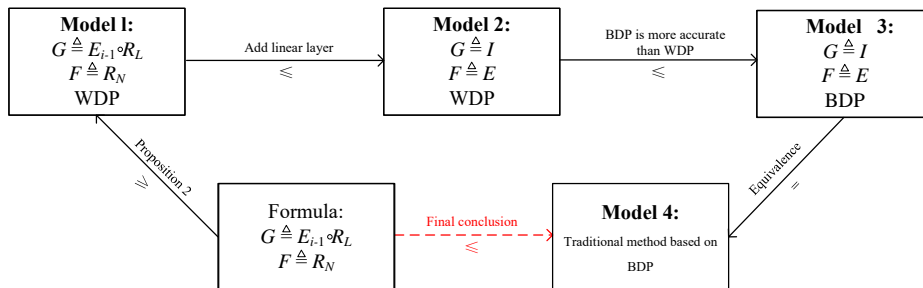 Model 1:
G ≜ E_{i-1}∘R_L
F ≜ R_N
WDP
Add linear layer
≤
Model 2:
G ≜ I
F ≜ E
WDP
BDP is more accurate
than WDP
≤
Model 3:
G ≜ I
F ≜ E
BDP
Proposition 2
≥
Formula:
G ≜ E_{i-1}∘R_L
F ≜ R_N
Final conclusion
≤
Model 4:
Traditional method based on
BDP
Equivalence
=